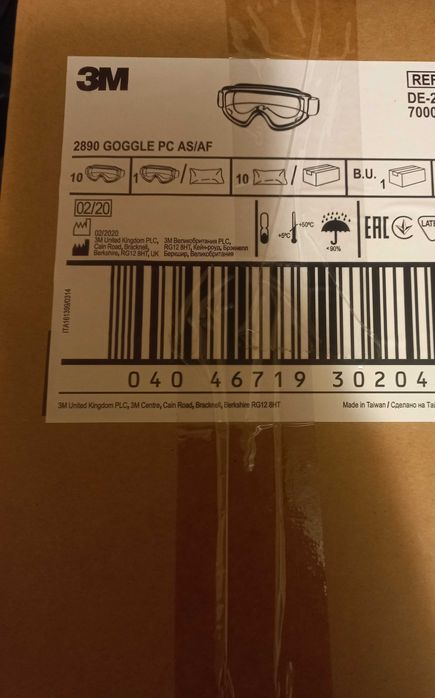 3M
REF
DE-2
7000
2890 GOGGLE PC AS/AF
10 1 / 10 / B.U. 1
02/20
02/2020
3M United Kingdom PLC,
Cain Road, Bracknell,
Berkshire, RG12 8HT, UK
3M Великобритания PLC,
RG12 8HT, Кейн-роуд, Брэкнелл
Беркшир, Великобритания
+5°C +50°C
<90%
EAC
LATE
ITA161399/0314
040 46719 30204
3M United Kingdom PLC, 3M Centre, Cain Road, Bracknell, Berkshire RG12 8HT
Made in Taiwan / Сделано на Тай